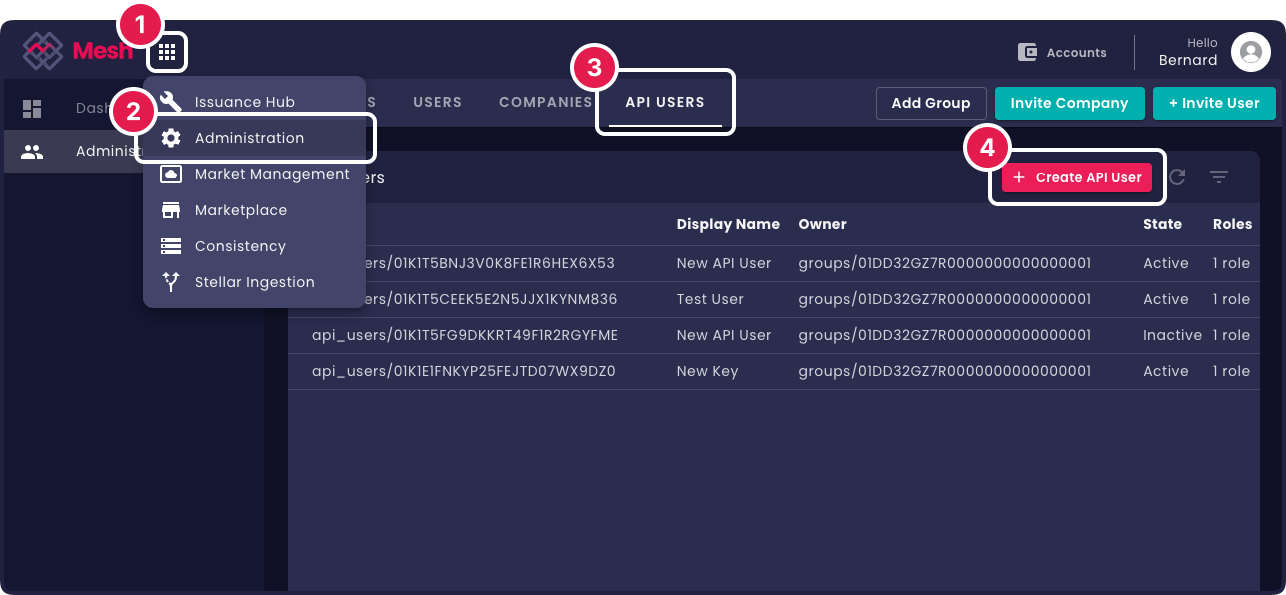 1
Mesh
Accounts
Hello
Bernard
3
S
USERS
COMPANIES
API USERS
Add Group
Invite Company
+ Invite User
Dash
2
Issuance Hub
Administration
Administ
Market Management
Marketplace
Consistency
Stellar Ingestion
ers
4
+ Create API User
Display Name Owner State Roles
ers/01K1T5BNJ3V0K8FE1R6HEX6X53 New API User groups/01DD32GZ7R0000000000000001 Active 1 role
ers/01K1T5CEEK5E2N5JJX1KYNM836 Test User groups/01DD32GZ7R0000000000000001 Active 1 role
api_users/01K1T5FG9DKKRT49F1R2RGYFME New API User groups/01DD32GZ7R0000000000000001 Inactive 1 role
api_users/01K1E1FNKYP25FEJTD07WX9DZ0 New Key groups/01DD32GZ7R0000000000000001 Active 1 role